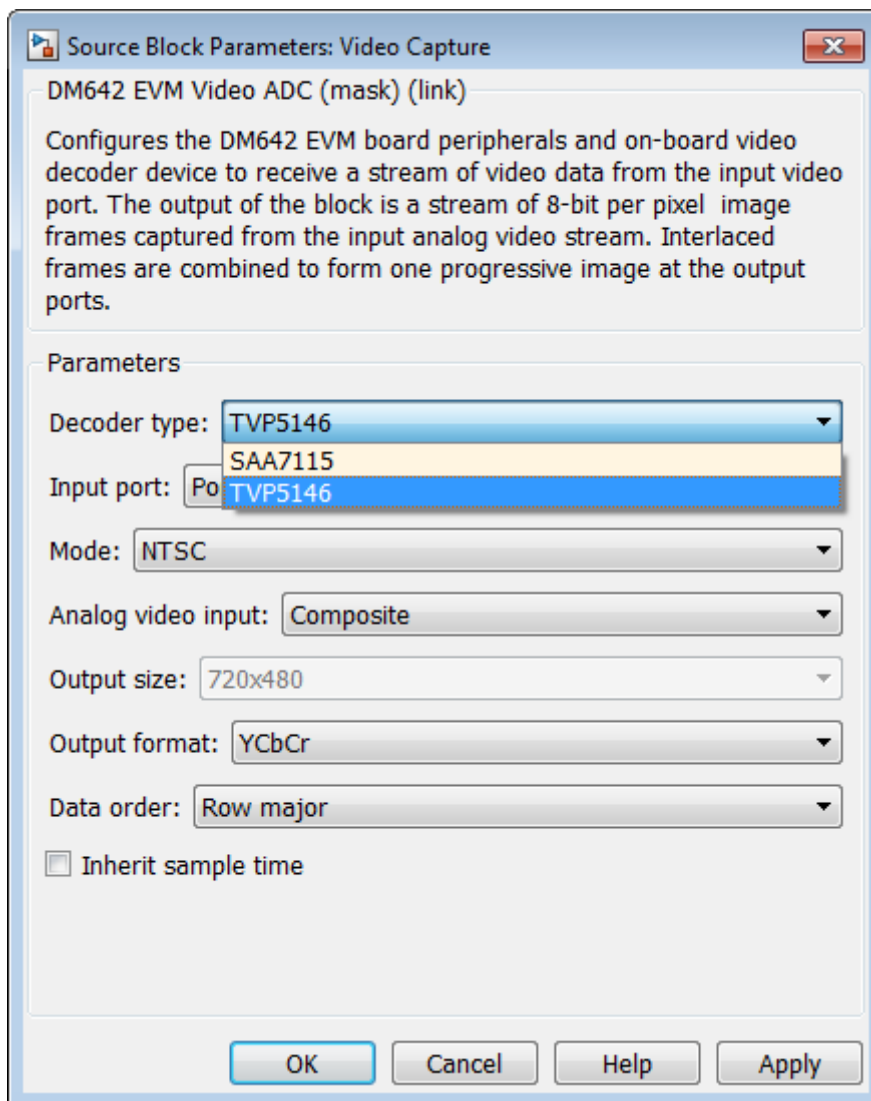 Source Block Parameters: Video Capture
DM642 EVM Video ADC (mask) (link)
Configures the DM642 EVM board peripherals and on-board video
decoder device to receive a stream of video data from the input video
port. The output of the block is a stream of 8-bit per pixel  image
frames captured from the input analog video stream. Interlaced
frames are combined to form one progressive image at the output
ports.
Parameters
Decoder type: TVP5146
SAA7115
Input port: Po
TVP5146
Mode: NTSC
Analog video input: Composite
Output size: 720x480
Output format: YCbCr
Data order: Row major
Inherit sample time
OK Cancel Help Apply